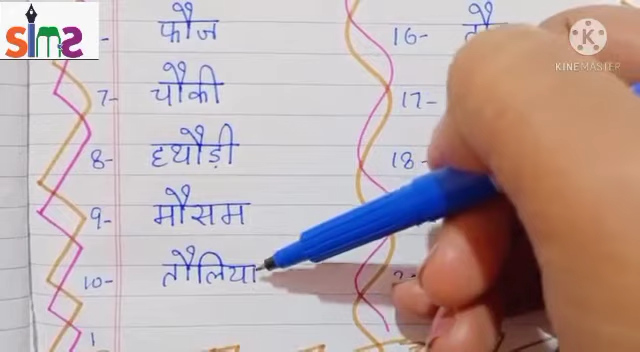 SIMS
KINEMASTER
- फौज
7- चौकी
8- हथौड़ी
9- मौसम
10- तौलिया
16-
17-
18-